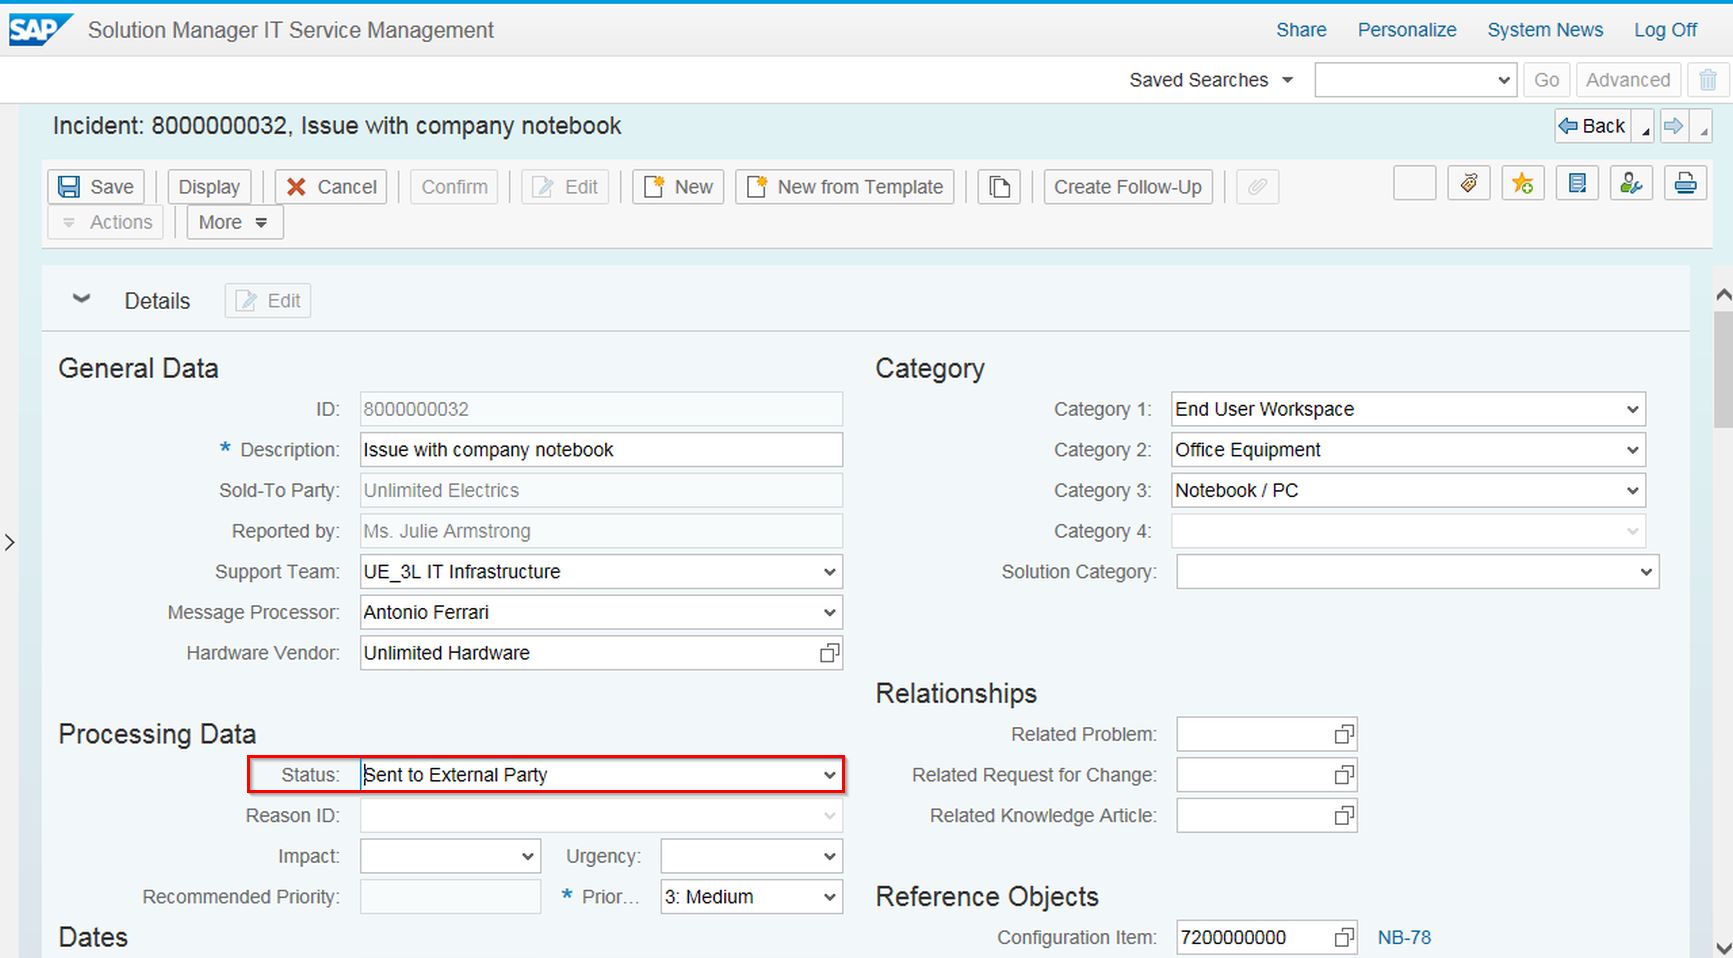 SAP Solution Manager IT Service Management Share Personalize System News Log Off
Saved Searches Go Advanced
Incident: 8000000032, Issue with company notebook Back
Save Display Cancel Confirm Edit New New from Template Create Follow-Up
Actions More
Details Edit
General Data
ID: 8000000032
* Description: Issue with company notebook
Sold-To Party: Unlimited Electrics
Reported by: Ms. Julie Armstrong
Support Team: UE_3L IT Infrastructure
Message Processor: Antonio Ferrari
Hardware Vendor: Unlimited Hardware
Processing Data
Status: Sent to External Party
Reason ID:
Impact: Urgency:
Recommended Priority: * Prior... 3: Medium
Dates
Category
Category 1: End User Workspace
Category 2: Office Equipment
Category 3: Notebook / PC
Category 4:
Solution Category:
Relationships
Related Problem:
Related Request for Change:
Related Knowledge Article:
Reference Objects
Configuration Item: 7200000000 NB-78